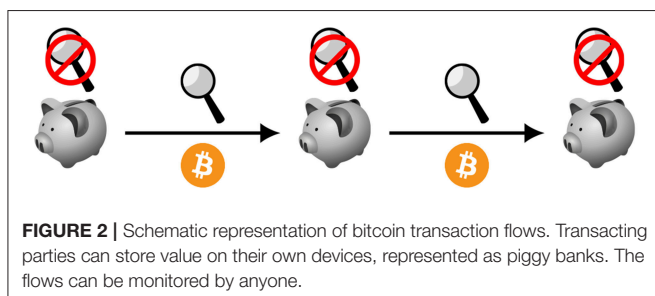 FIGURE 2 | Schematic representation of bitcoin transaction flows. Transacting
parties can store value on their own devices, represented as piggy banks. The
flows can be monitored by anyone.